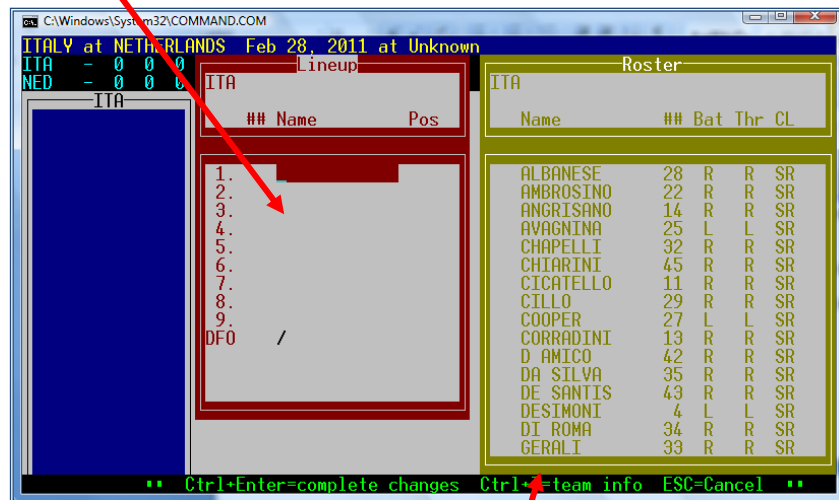 C:\Windows\System32\COMMAND.COM
ITALY at NETHERLANDS Feb 28, 2011 at Unknown
ITA - 0 0 0
NED - 0 0 0
ITA
Lineup
ITA
## Name Pos
1.
2.
3.
4.
5.
6.
7.
8.
9.
DFO /
Roster
ITA
Name ## Bat Thr CL
ALBANESE 28 R R SR
AMBROSINO 22 R R SR
ANGRISANO 14 R R SR
AVAGNINA 25 L L SR
CHAPELLI 32 R R SR
CHIARINI 45 R R SR
CICATELLO 11 R R SR
CILLO 29 R R SR
COOPER 27 L L SR
CORRADINI 13 R R SR
D AMICO 42 R R SR
DA SILVA 35 R R SR
DE SANTIS 43 R R SR
DESIMONI 4 L L SR
DI ROMA 34 R R SR
GERALI 33 R R SR
Ctrl+Enter=complete changes =team info ESC=Cancel